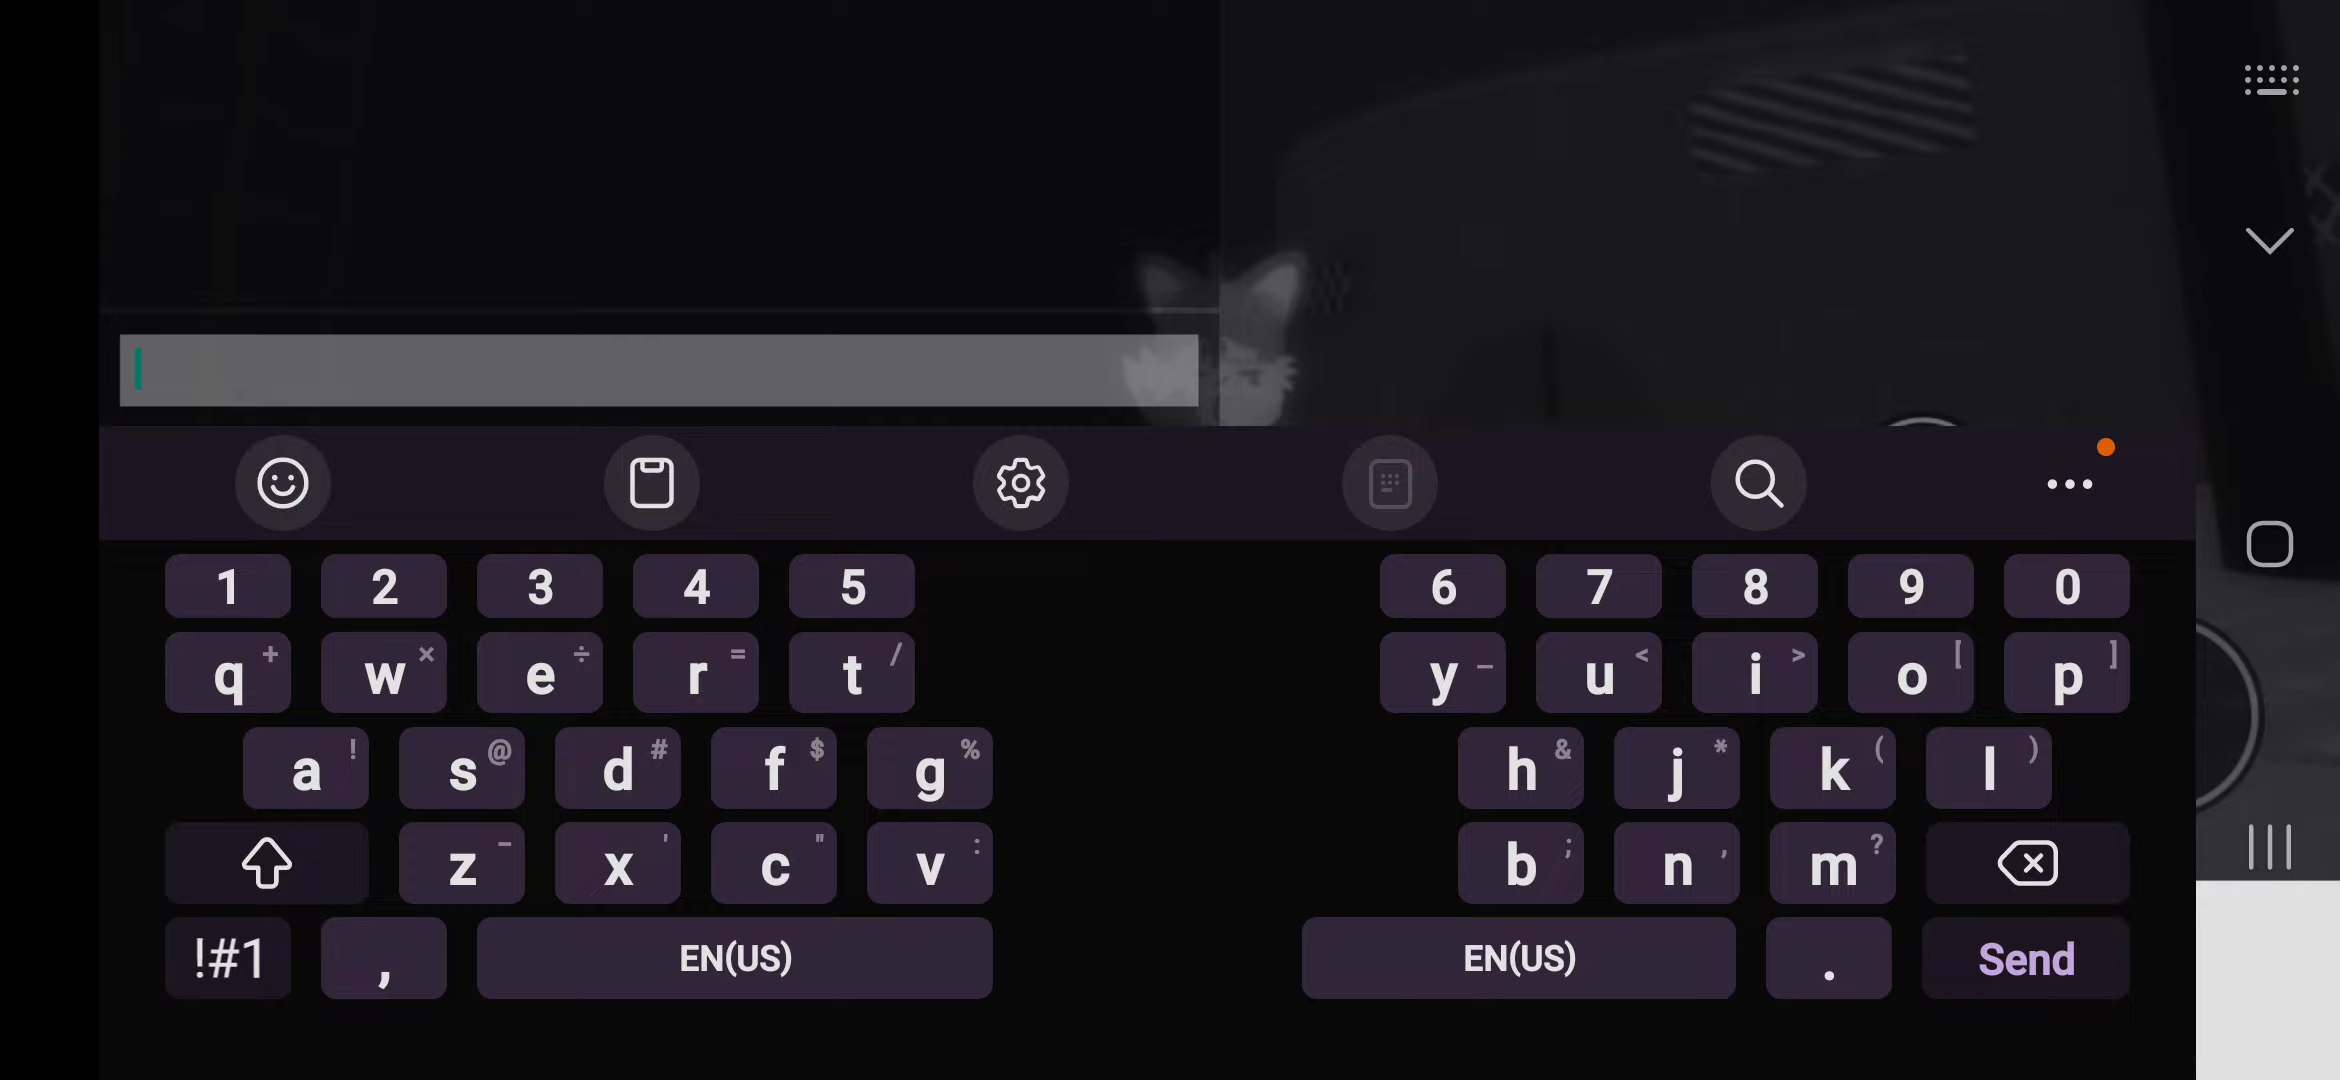 1 2 3 4 5 6 7 8 9 0
q + w × e ÷ r = t / y – u < i > o [ p ]
a ! s @ d # f $ g % h & j * k ( l )
z – x ' c " v : b ; n , m ?
!#1 , EN(US) EN(US) . Send